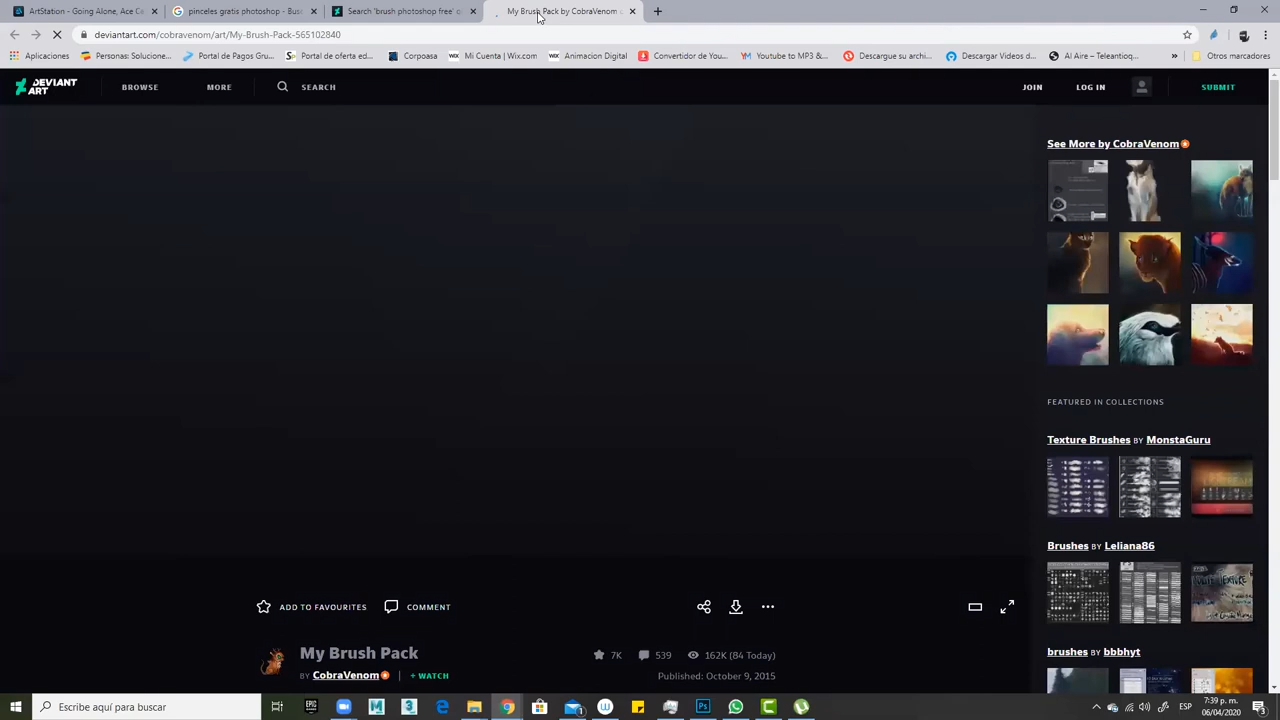 ArtStation - Going Alone, Ace Ce
pinceles gratis photoshop - Busc
Search 'brush photoshop free' o
My Brush Pack by CobraVenom o
deviantart.com/cobravenom/art/My-Brush-Pack-565102840
Aplicaciones
Personas: Solucione...
Portal de Pagos Gru...
Portal de oferta ed...
Corpoasa
Mi Cuenta | Wix.com
Animacion Digital
Convertidor de You...
Youtube to MP3 &...
Descargue su archi...
Descargar Videos d...
Al Aire – Teleantioq...
Otros marcadores
DEVIANT
ART
BROWSE
MORE
SEARCH
JOIN
LOG IN
SUBMIT
See More by CobraVenom
FEATURED IN COLLECTIONS
Texture Brushes BY MonstaGuru
Brushes BY Leliana86
brushes BY bbbhyt
ADD TO FAVOURITES
COMMENT
My Brush Pack
BY CobraVenom
+ WATCH
7K
539
162K (84 Today)
Published: October 9, 2015
Escribe aquí para buscar
ESP
7:39 p. m.
06/04/2020